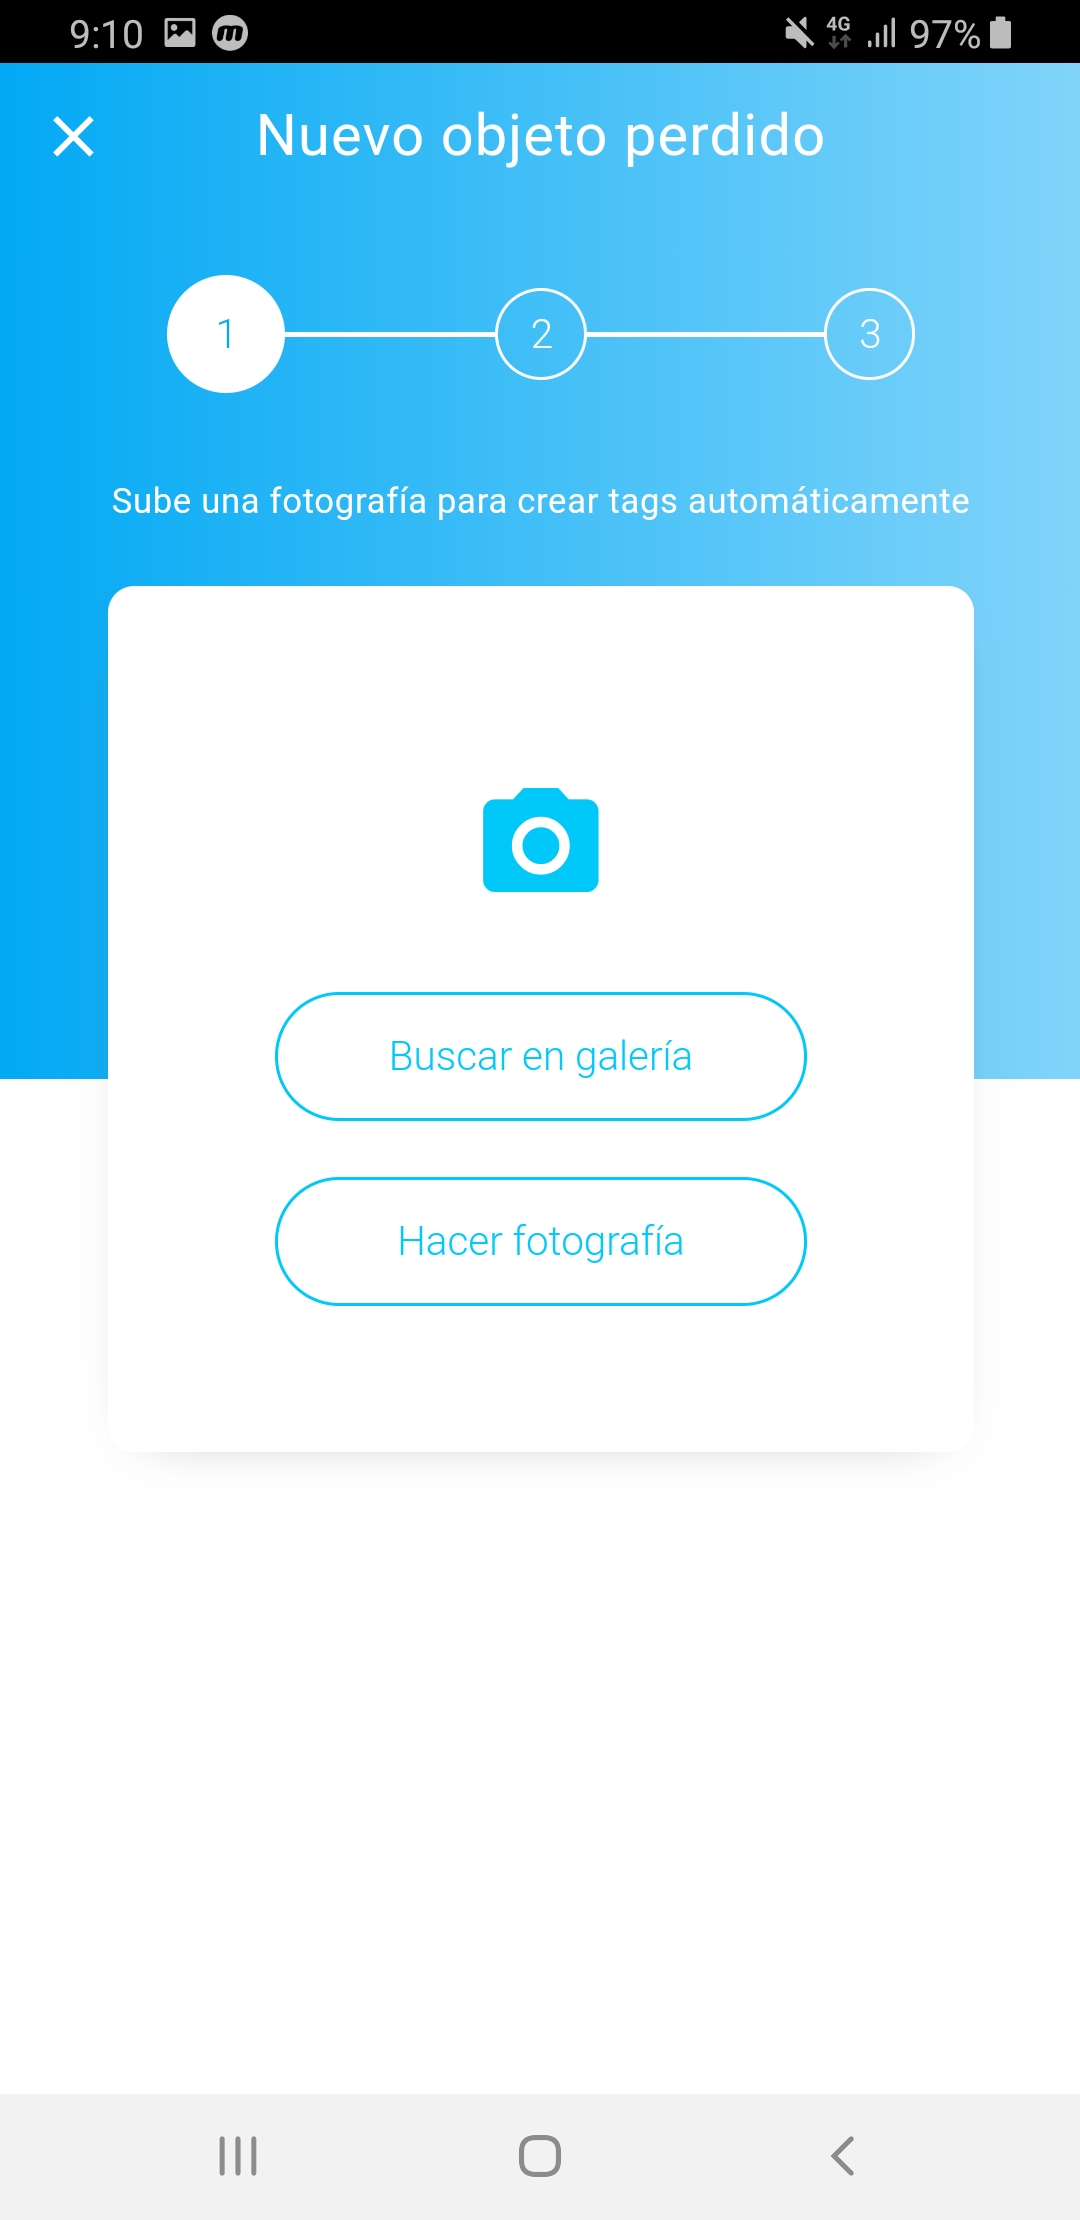 9:10 4G 97%
Nuevo objeto perdido
1 2 3
Sube una fotografía para crear tags automáticamente
Buscar en galería
Hacer fotografía